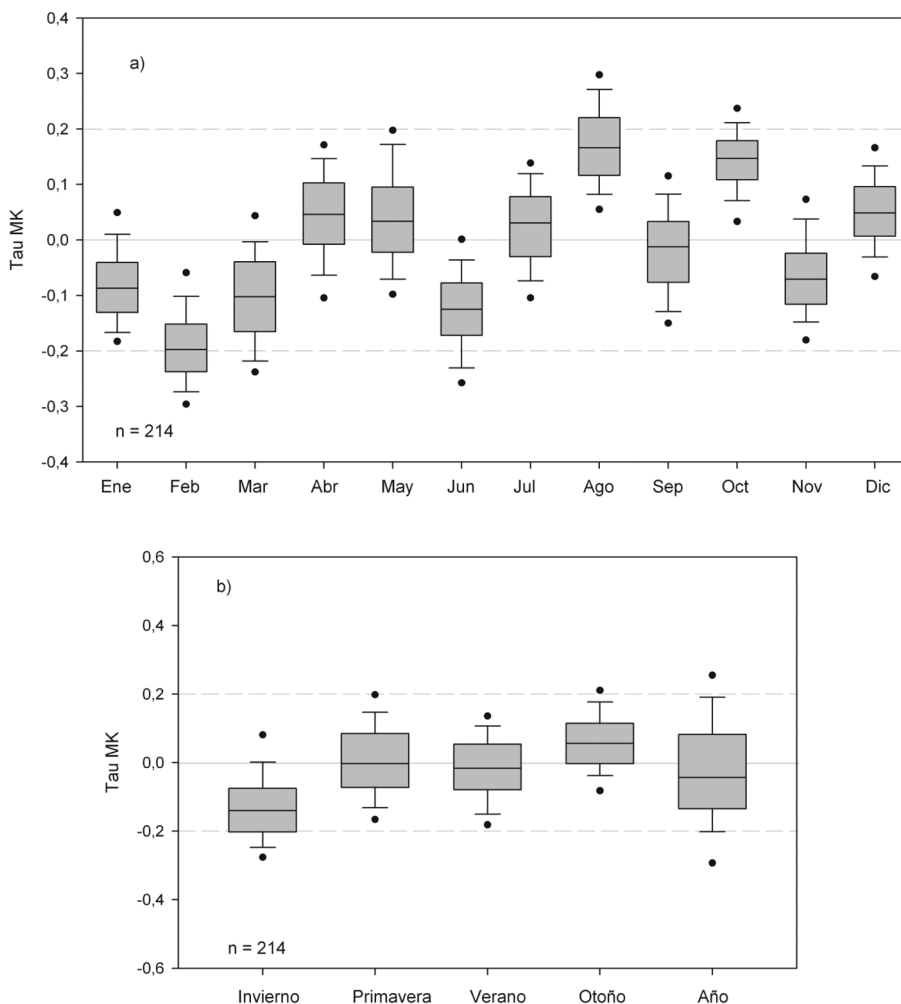 a)
Tau MK
0,4
0,3
0,2
0,1
0,0
-0,1
-0,2
-0,3
-0,4
n = 214
Ene Feb Mar Abr May Jun Jul Ago Sep Oct Nov Dic
b)
Tau MK
0,6
0,4
0,2
0,0
-0,2
-0,4
-0,6
n = 214
Invierno Primavera Verano Otoño Año